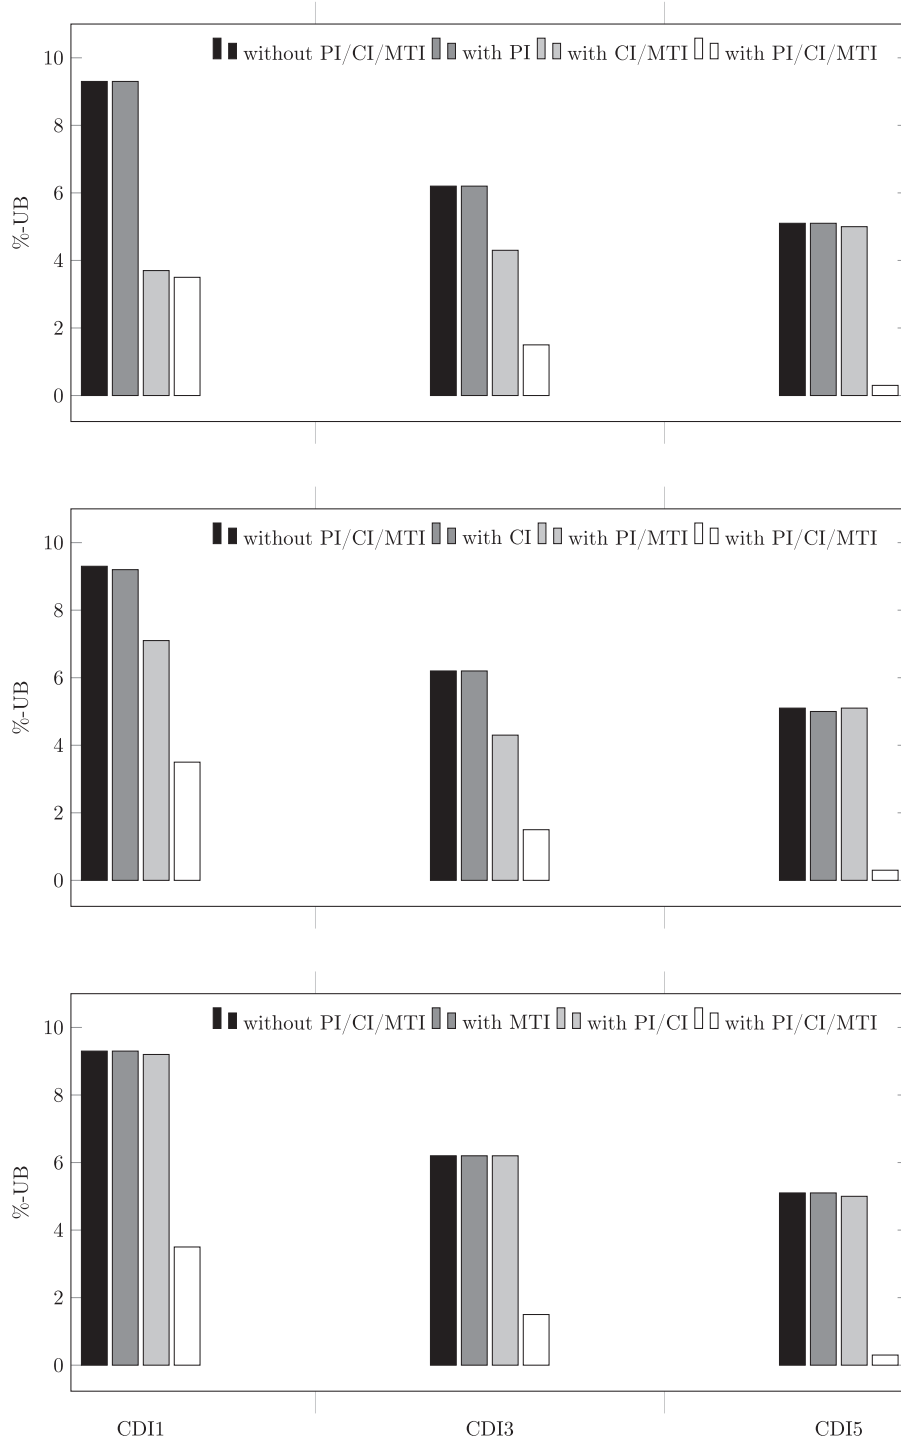 without PI/CI/MTI with PI with CI/MTI with PI/CI/MTI
10
8
6
4
2
0
%-UB
without PI/CI/MTI with CI with PI/MTI with PI/CI/MTI
10
8
6
4
2
0
%-UB
without PI/CI/MTI with MTI with PI/CI with PI/CI/MTI
10
8
6
4
2
0
%-UB
CDI1 CDI3 CDI5